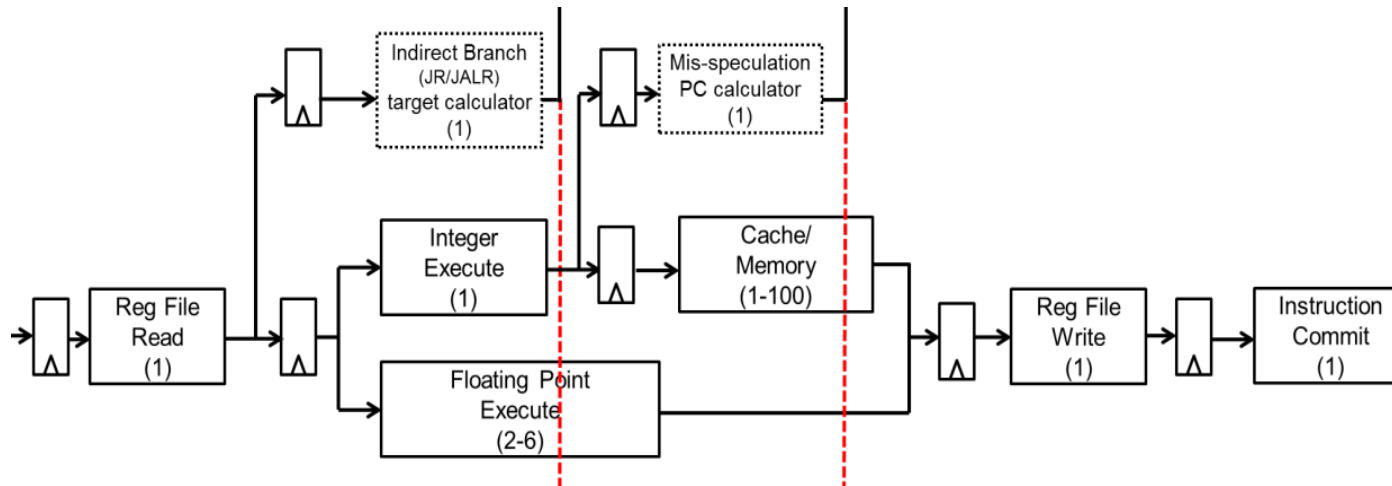 Indirect Branch
(JR/JALR)
target calculator
(1)
Mis-speculation
PC calculator
(1)
Integer
Execute
(1)
Cache/
Memory
(1-100)
Reg File
Read
(1)
Reg File
Write
(1)
Instruction
Commit
(1)
Floating Point
Execute
(2-6)